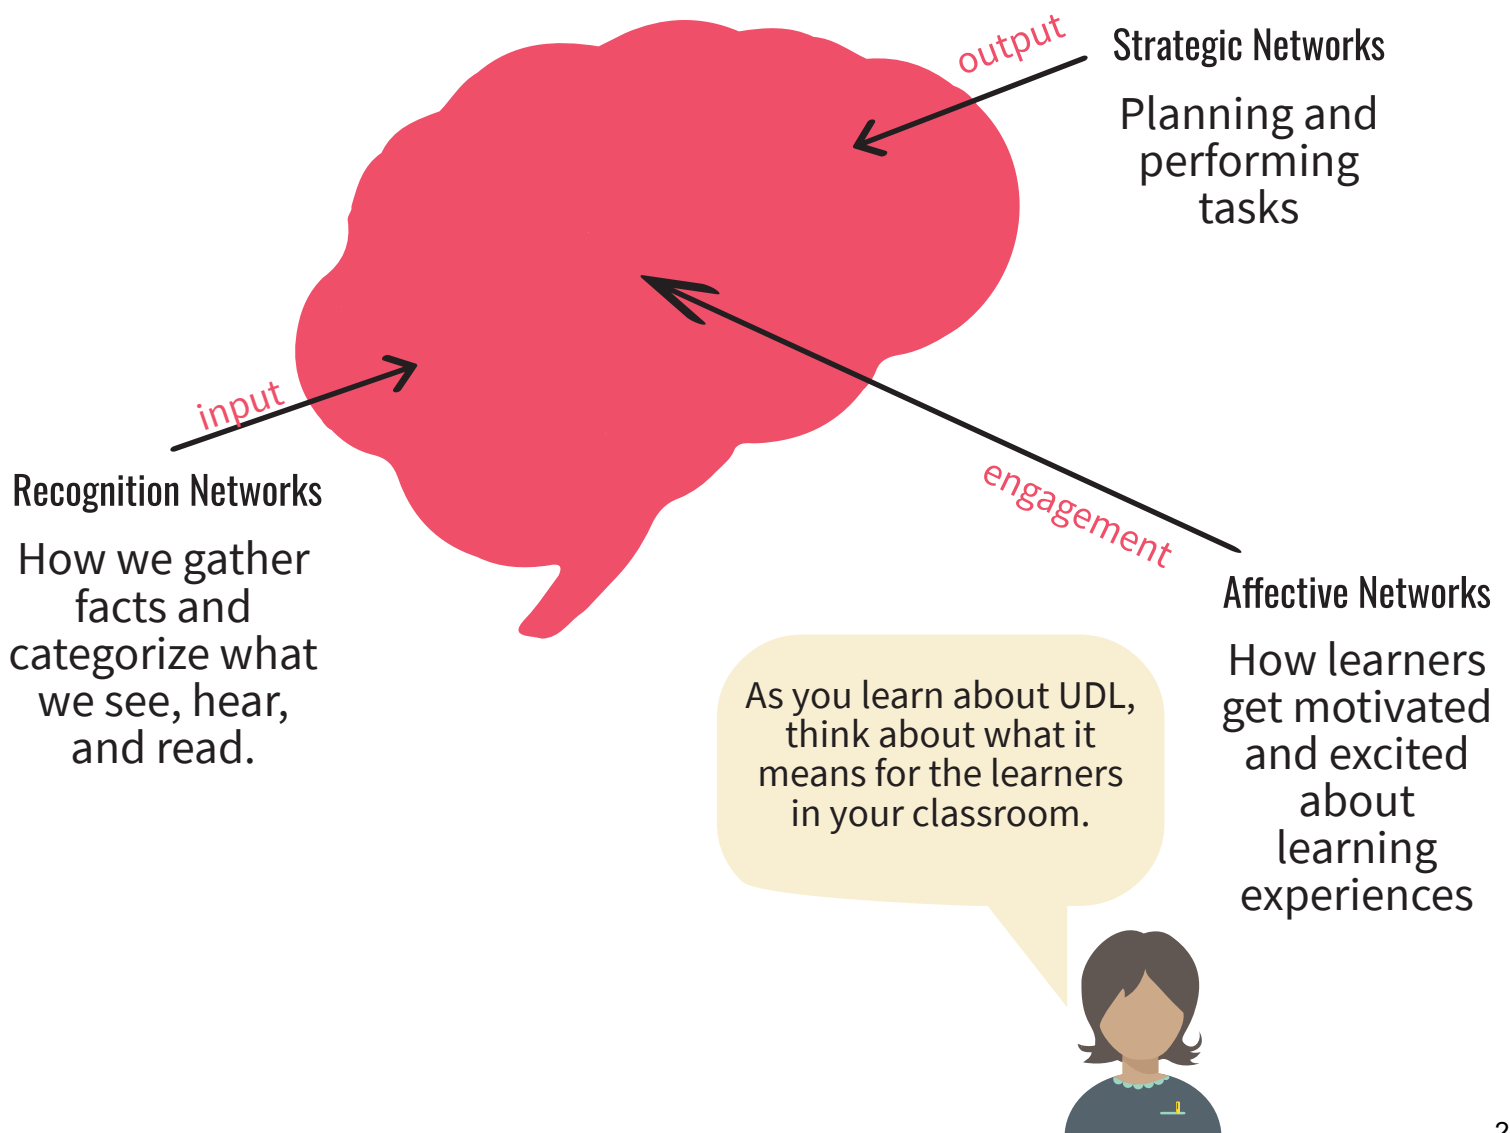 output
Strategic Networks
Planning and
performing
tasks
input
Recognition Networks
How we gather
facts and
categorize what
we see, hear,
and read.
engagement
Affective Networks
How learners
get motivated
and excited
about
learning
experiences
As you learn about UDL,
think about what it
means for the learners
in your classroom.
2